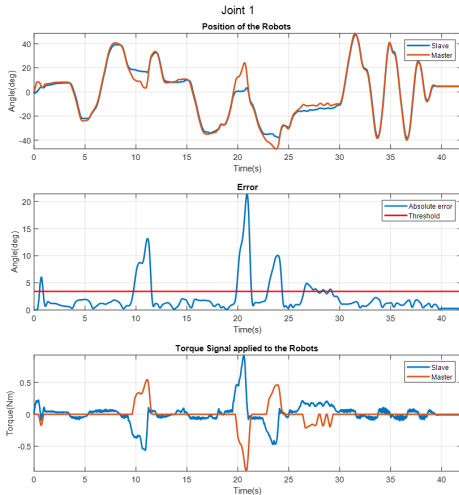 Joint 1
Position of the Robots
Angle(deg)
40
20
0
-20
-40
Slave
Master
0 5 10 15 20 25 30 35 40
Time(s)
Error
Angle(deg)
20
15
10
5
0
Absolute error
Threshold
0 5 10 15 20 25 30 35 40
Time(s)
Torque Signal applied to the Robots
Torque(Nm)
0.5
0
-0.5
Slave
Master
0 5 10 15 20 25 30 35 40
Time(s)